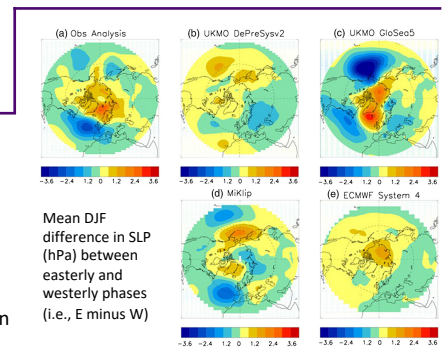 (a) Obs Analysis
(b) UKMO DePreSysv2
(c) UKMO GloSea5
-3.6 -2.4 -1.2 0 1.2 2.4 3.6
-3.6 -2.4 -1.2 0 1.2 2.4 3.6
-3.6 -2.4 -1.2 0 1.2 2.4 3.6
(d) MiKlip
(e) ECMWF System 4
Mean DJF
difference in SLP
(hPa) between
easterly and
westerly phases
(i.e., E minus W)
n
-3.6 -2.4 -1.2 0 1.2 2.4 3.6
-3.6 -2.4 -1.2 0 1.2 2.4 3.6